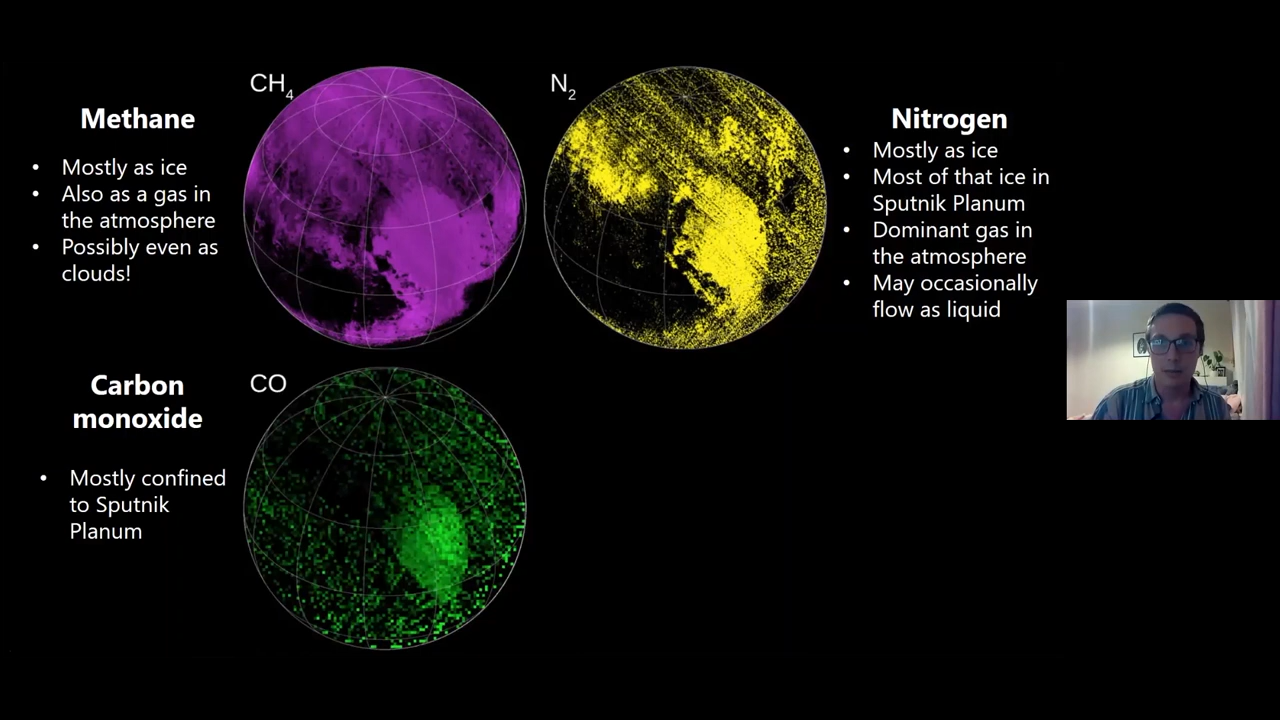 CH4
Methane
• Mostly as ice
• Also as a gas in
the atmosphere
• Possibly even as
clouds!
N2
Nitrogen
• Mostly as ice
• Most of that ice in
Sputnik Planum
• Dominant gas in
the atmosphere
• May occasionally
flow as liquid
CO
Carbon
monoxide
• Mostly confined
to Sputnik
Planum